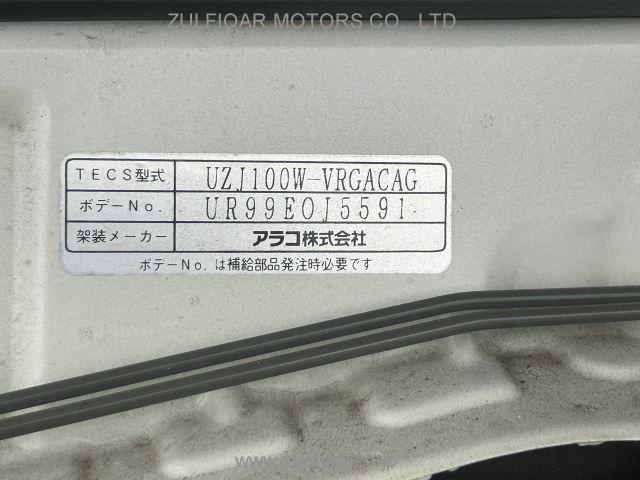 ZULFIQAR MOTORS CO., LTD
TECS型式 UZJ100W-VRGACAG
ボデーNo. UR99E0J5591
架装メーカー アラコ株式会社
ボデーNo. は補給部品発注時必要です